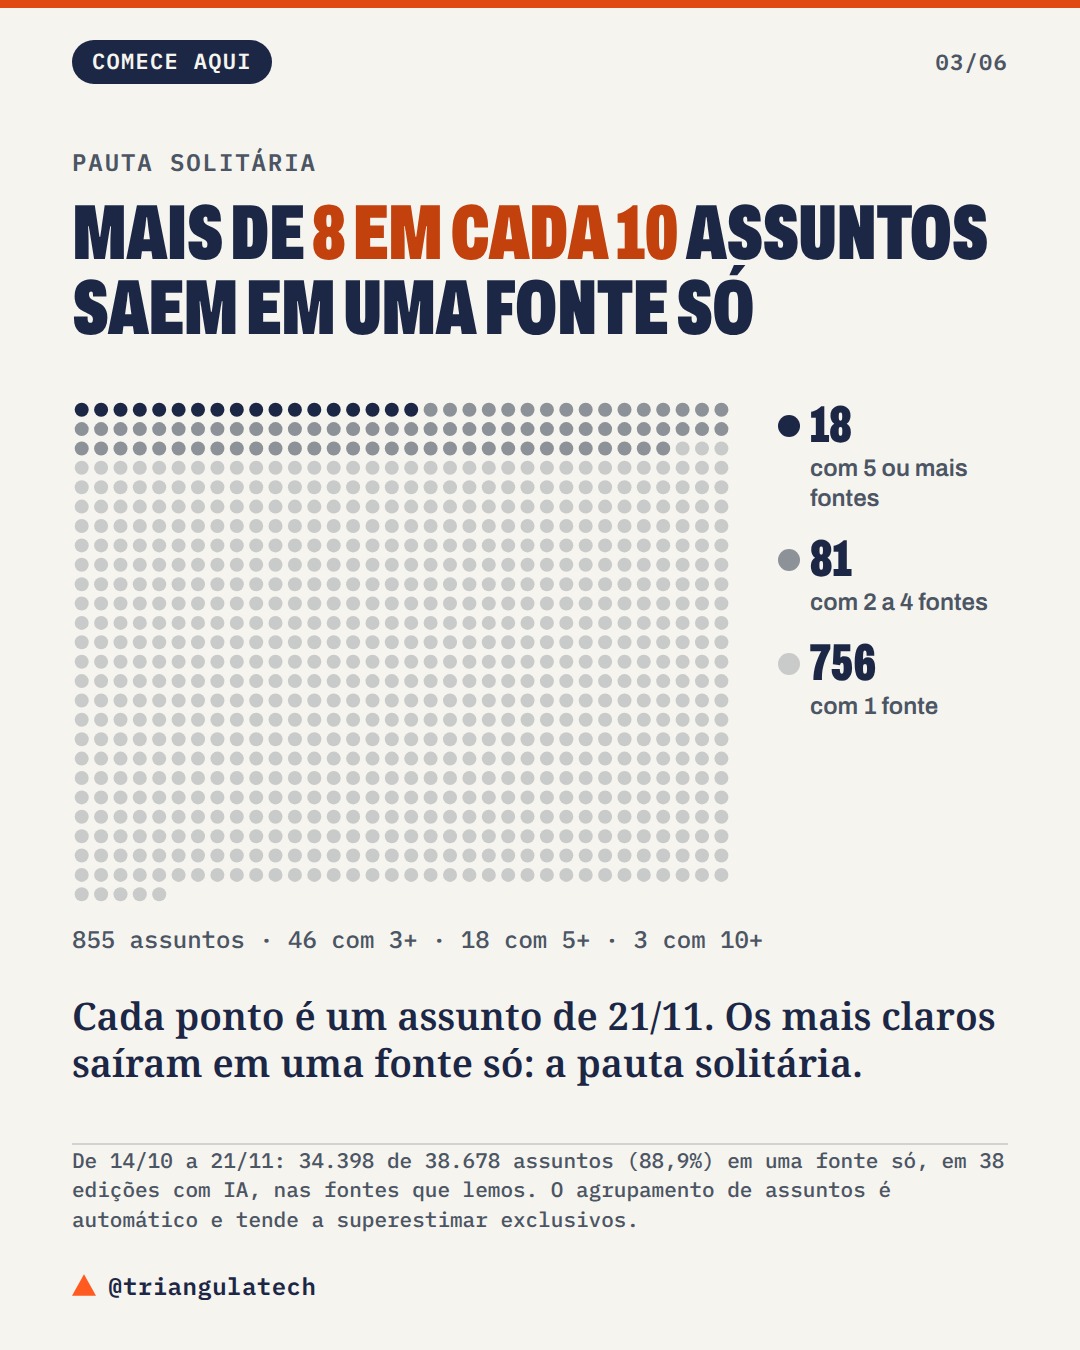 COMECE AQUI
03/06
PAUTA SOLITÁRIA
MAIS DE 8 EM CADA 10 ASSUNTOS
SAEM EM UMA FONTE SÓ
18
com 5 ou mais
fontes
81
com 2 a 4 fontes
756
com 1 fonte
855 assuntos · 46 com 3+ · 18 com 5+ · 3 com 10+
Cada ponto é um assunto de 21/11. Os mais claros
saíram em uma fonte só: a pauta solitária.
De 14/10 a 21/11: 34.398 de 38.678 assuntos (88,9%) em uma fonte só, em 38
edições com IA, nas fontes que lemos. O agrupamento de assuntos é
automático e tende a superestimar exclusivos.
@triangulatech